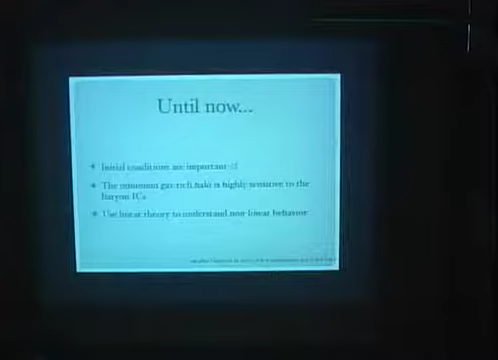 Until now...
Initial conditions are important
The minimum gas rich halo is highly sensitive to the
baryon ICs
Use linear theory to understand non-linear behavior